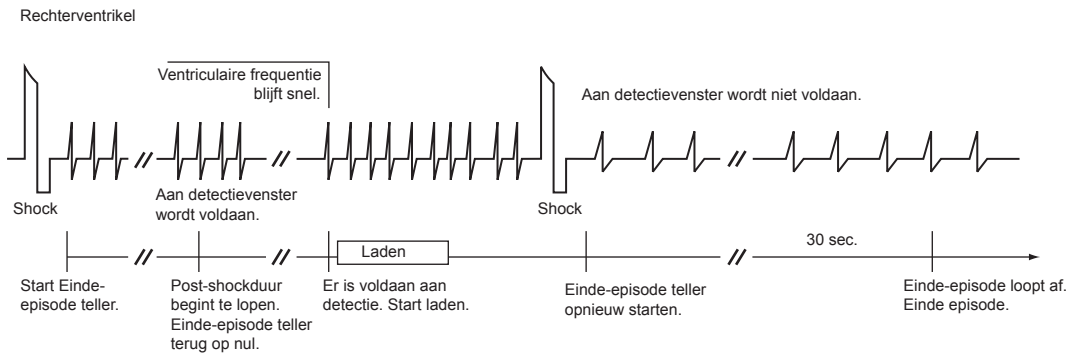 Rechterventrikel
Ventriculaire frequentie
blijft snel.
Aan detectievenster wordt niet voldaan.
Aan detectievenster
wordt voldaan.
Shock
Shock
Laden
30 sec.
Start Einde-
episode teller.
Post-shockduur
begint te lopen.
Einde-episode teller
terug op nul.
Er is voldaan aan
detectie. Start laden.
Einde-episode teller
opnieuw starten.
Einde-episode loopt af.
Einde episode.